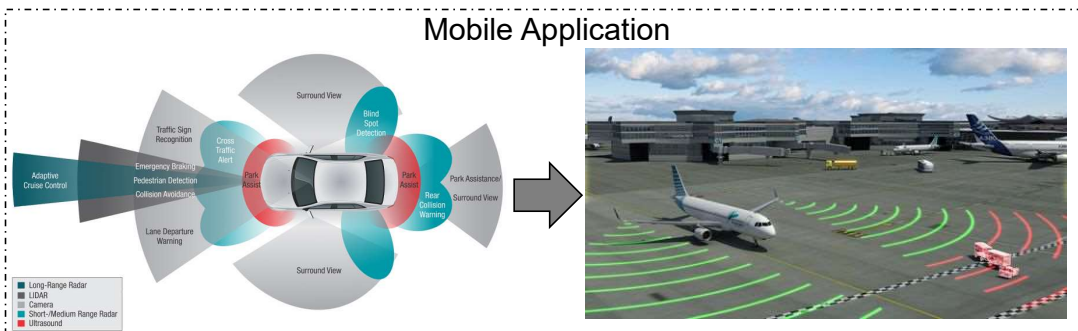 Mobile Application
Surround View
Blind
Spot
Detection
Traffic Sign
Recognition
Cross
Traffic
Alert
Emergency Braking
Pedestrian Detection
Collision Avoidance
Adaptive
Cruise Control
Park
Assist
Park
Assist
Park Assistance/
Surround View
Rear
Collision
Warning
Lane Departure
Warning
Surround View
Long-Range Radar
LIDAR
Camera
Short-/Medium Range Radar
Ultrasound